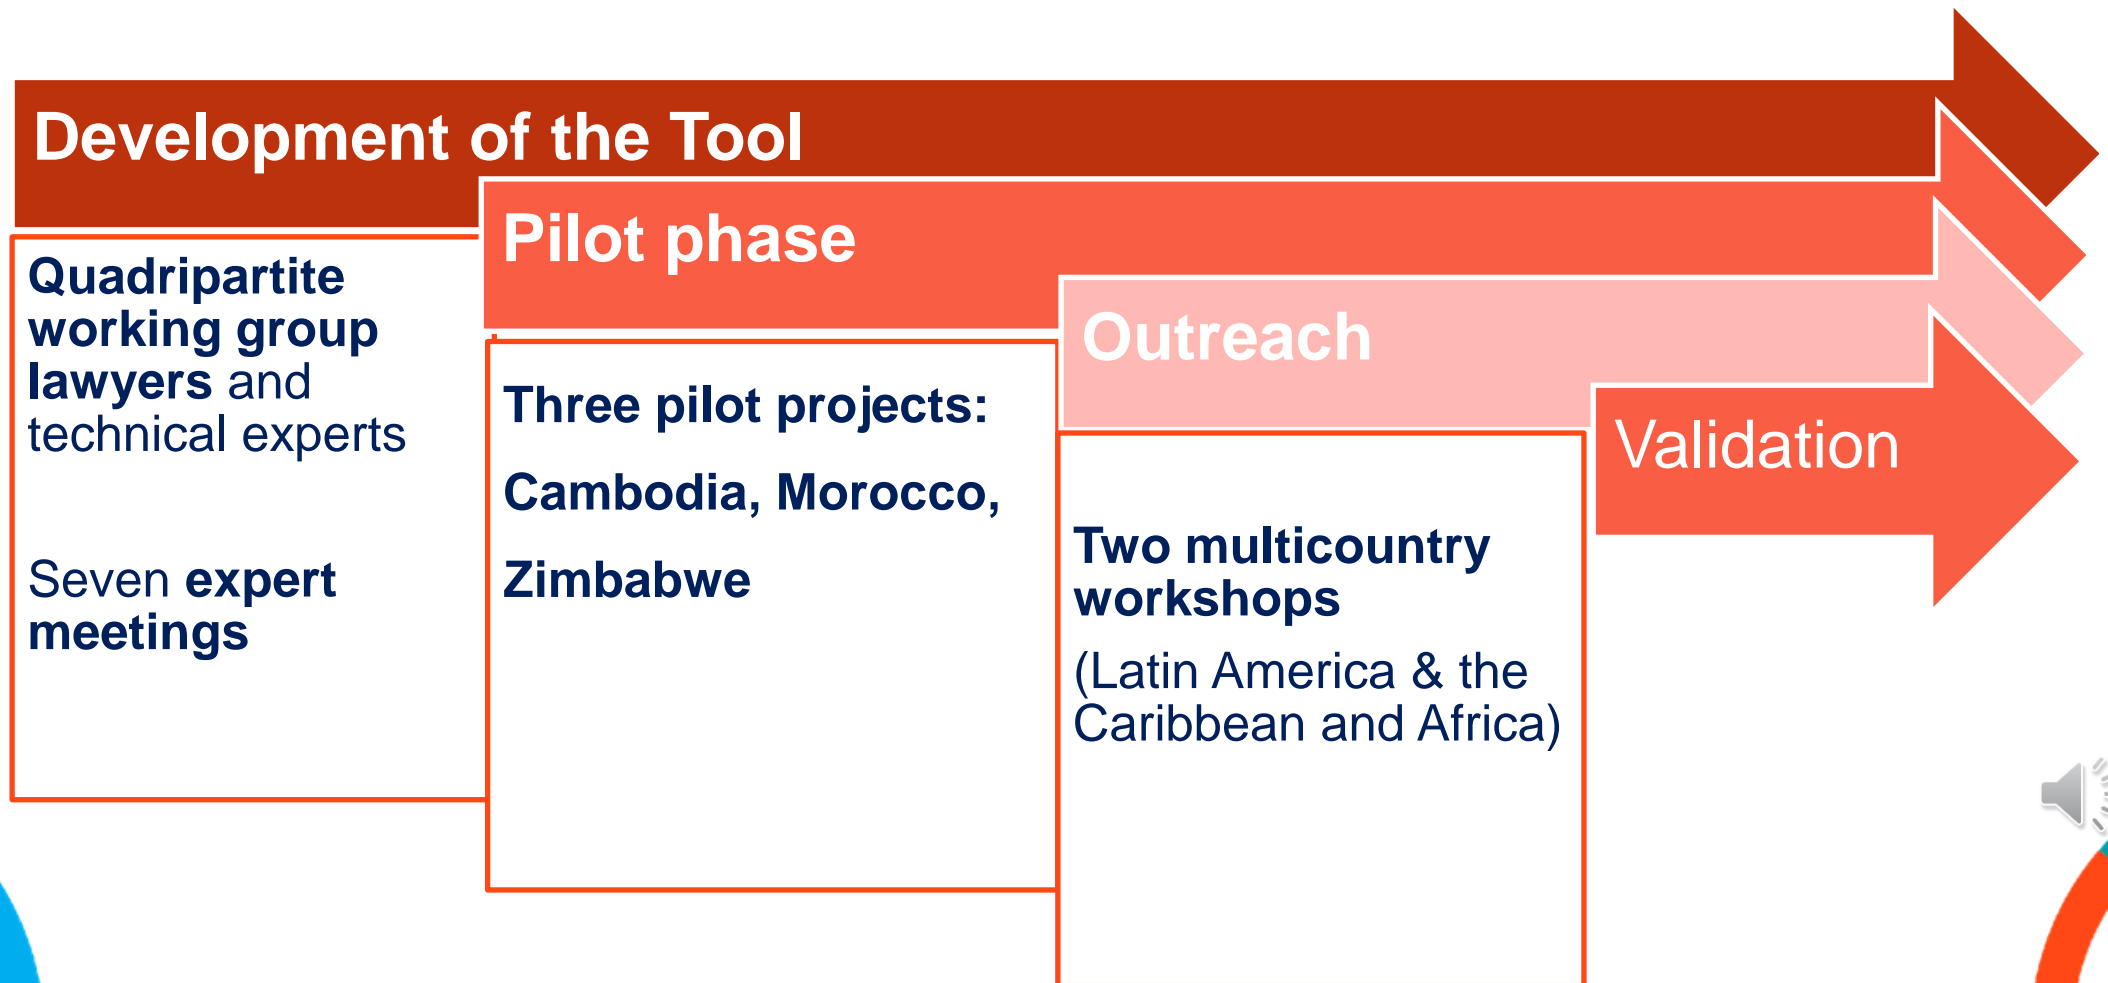 Development of the Tool
Quadripartite
working group
lawyers and
technical experts
Seven expert
meetings
Pilot phase
Three pilot projects:
Cambodia, Morocco,
Zimbabwe
Outreach
Two multicountry
workshops
(Latin America & the
Caribbean and Africa)
Validation